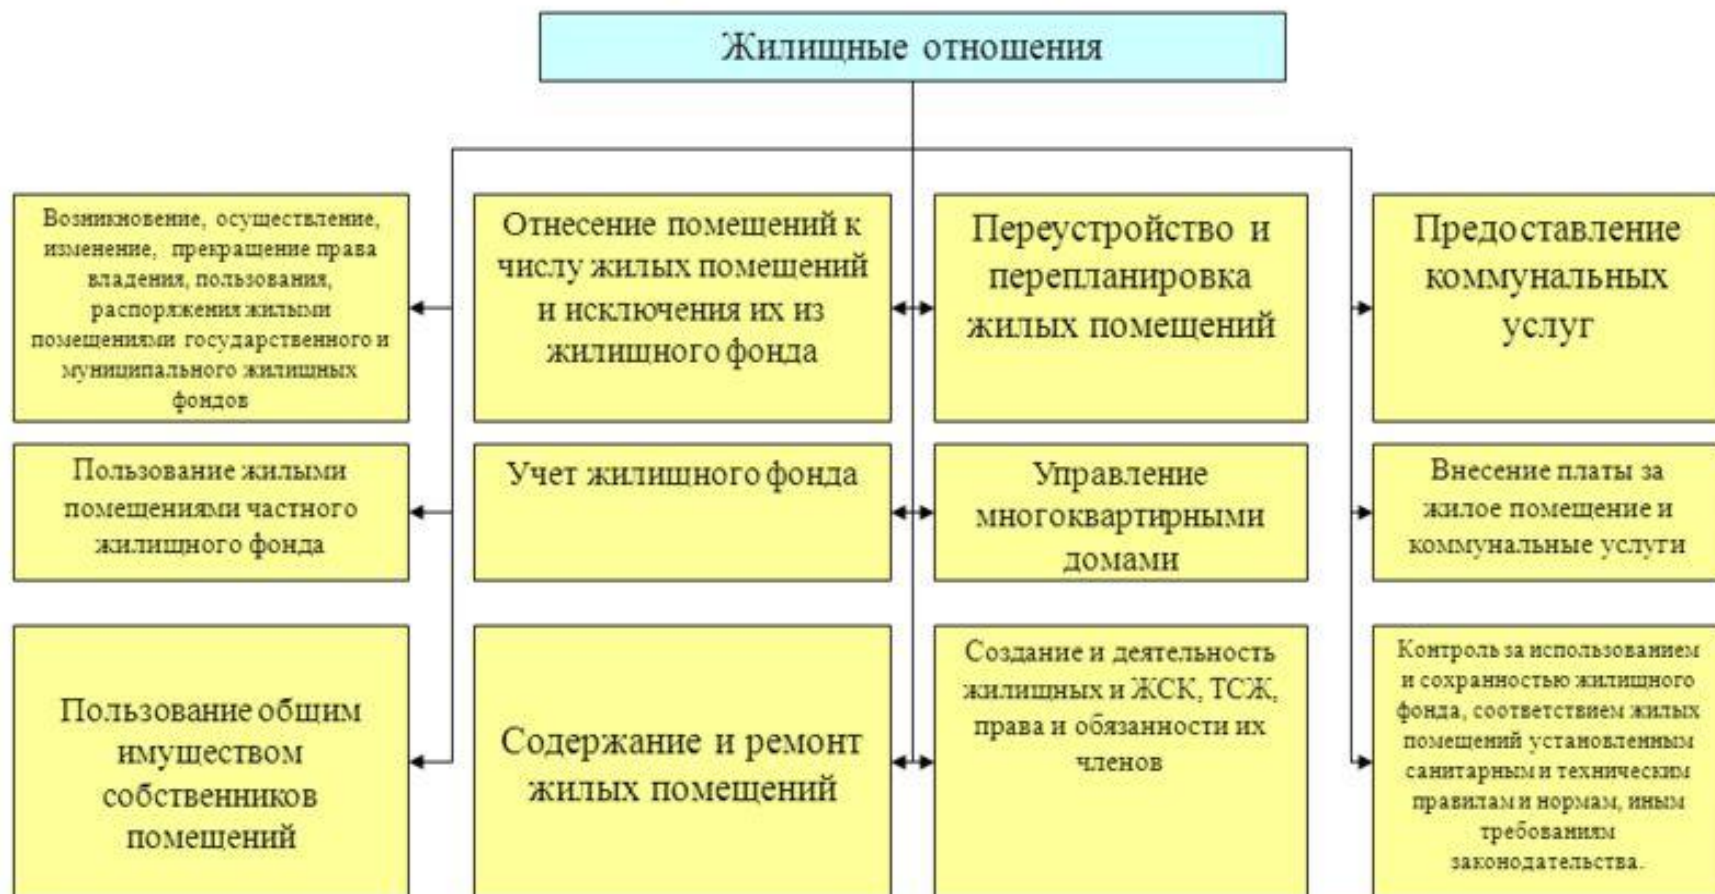 Жилищные отношения
Возникновение, осуществление,
изменение, прекращение права
владения, пользования,
распоряжения жилыми
помещениями государственного и
муниципального жилищных
фондов
Отнесение помещений к
числу жилых помещений
и исключения их из
жилищного фонда
Переустройство и
перепланировка
жилых помещений
Предоставление
коммунальных
услуг
Пользование жилыми
помещениями частного
жилищного фонда
Учет жилищного фонда
Управление
многоквартирными
домами
Внесение платы за
жилое помещение и
коммунальные услуги
Пользование общим
имуществом
собственников
помещений
Содержание и ремонт
жилых помещений
Создание и деятельность
жилищных и ЖСК, ТСЖ,
права и обязанности их
членов
Контроль за использованием
и сохранностью жилищного
фонда, соответствием жилых
помещений установленным
санитарным и техническим
правилам и нормам, иным
требованиям
законодательства.